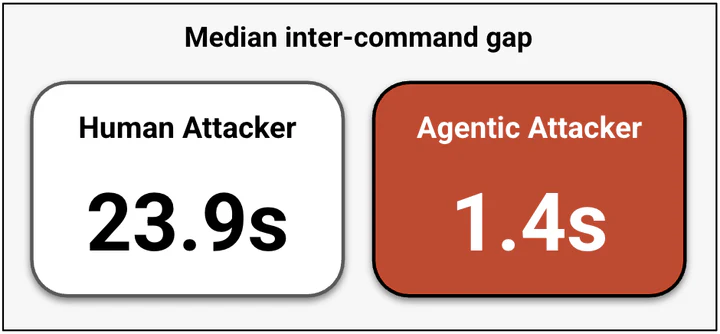 Median inter-command gap
Human Attacker
23.9s
Agentic Attacker
1.4s